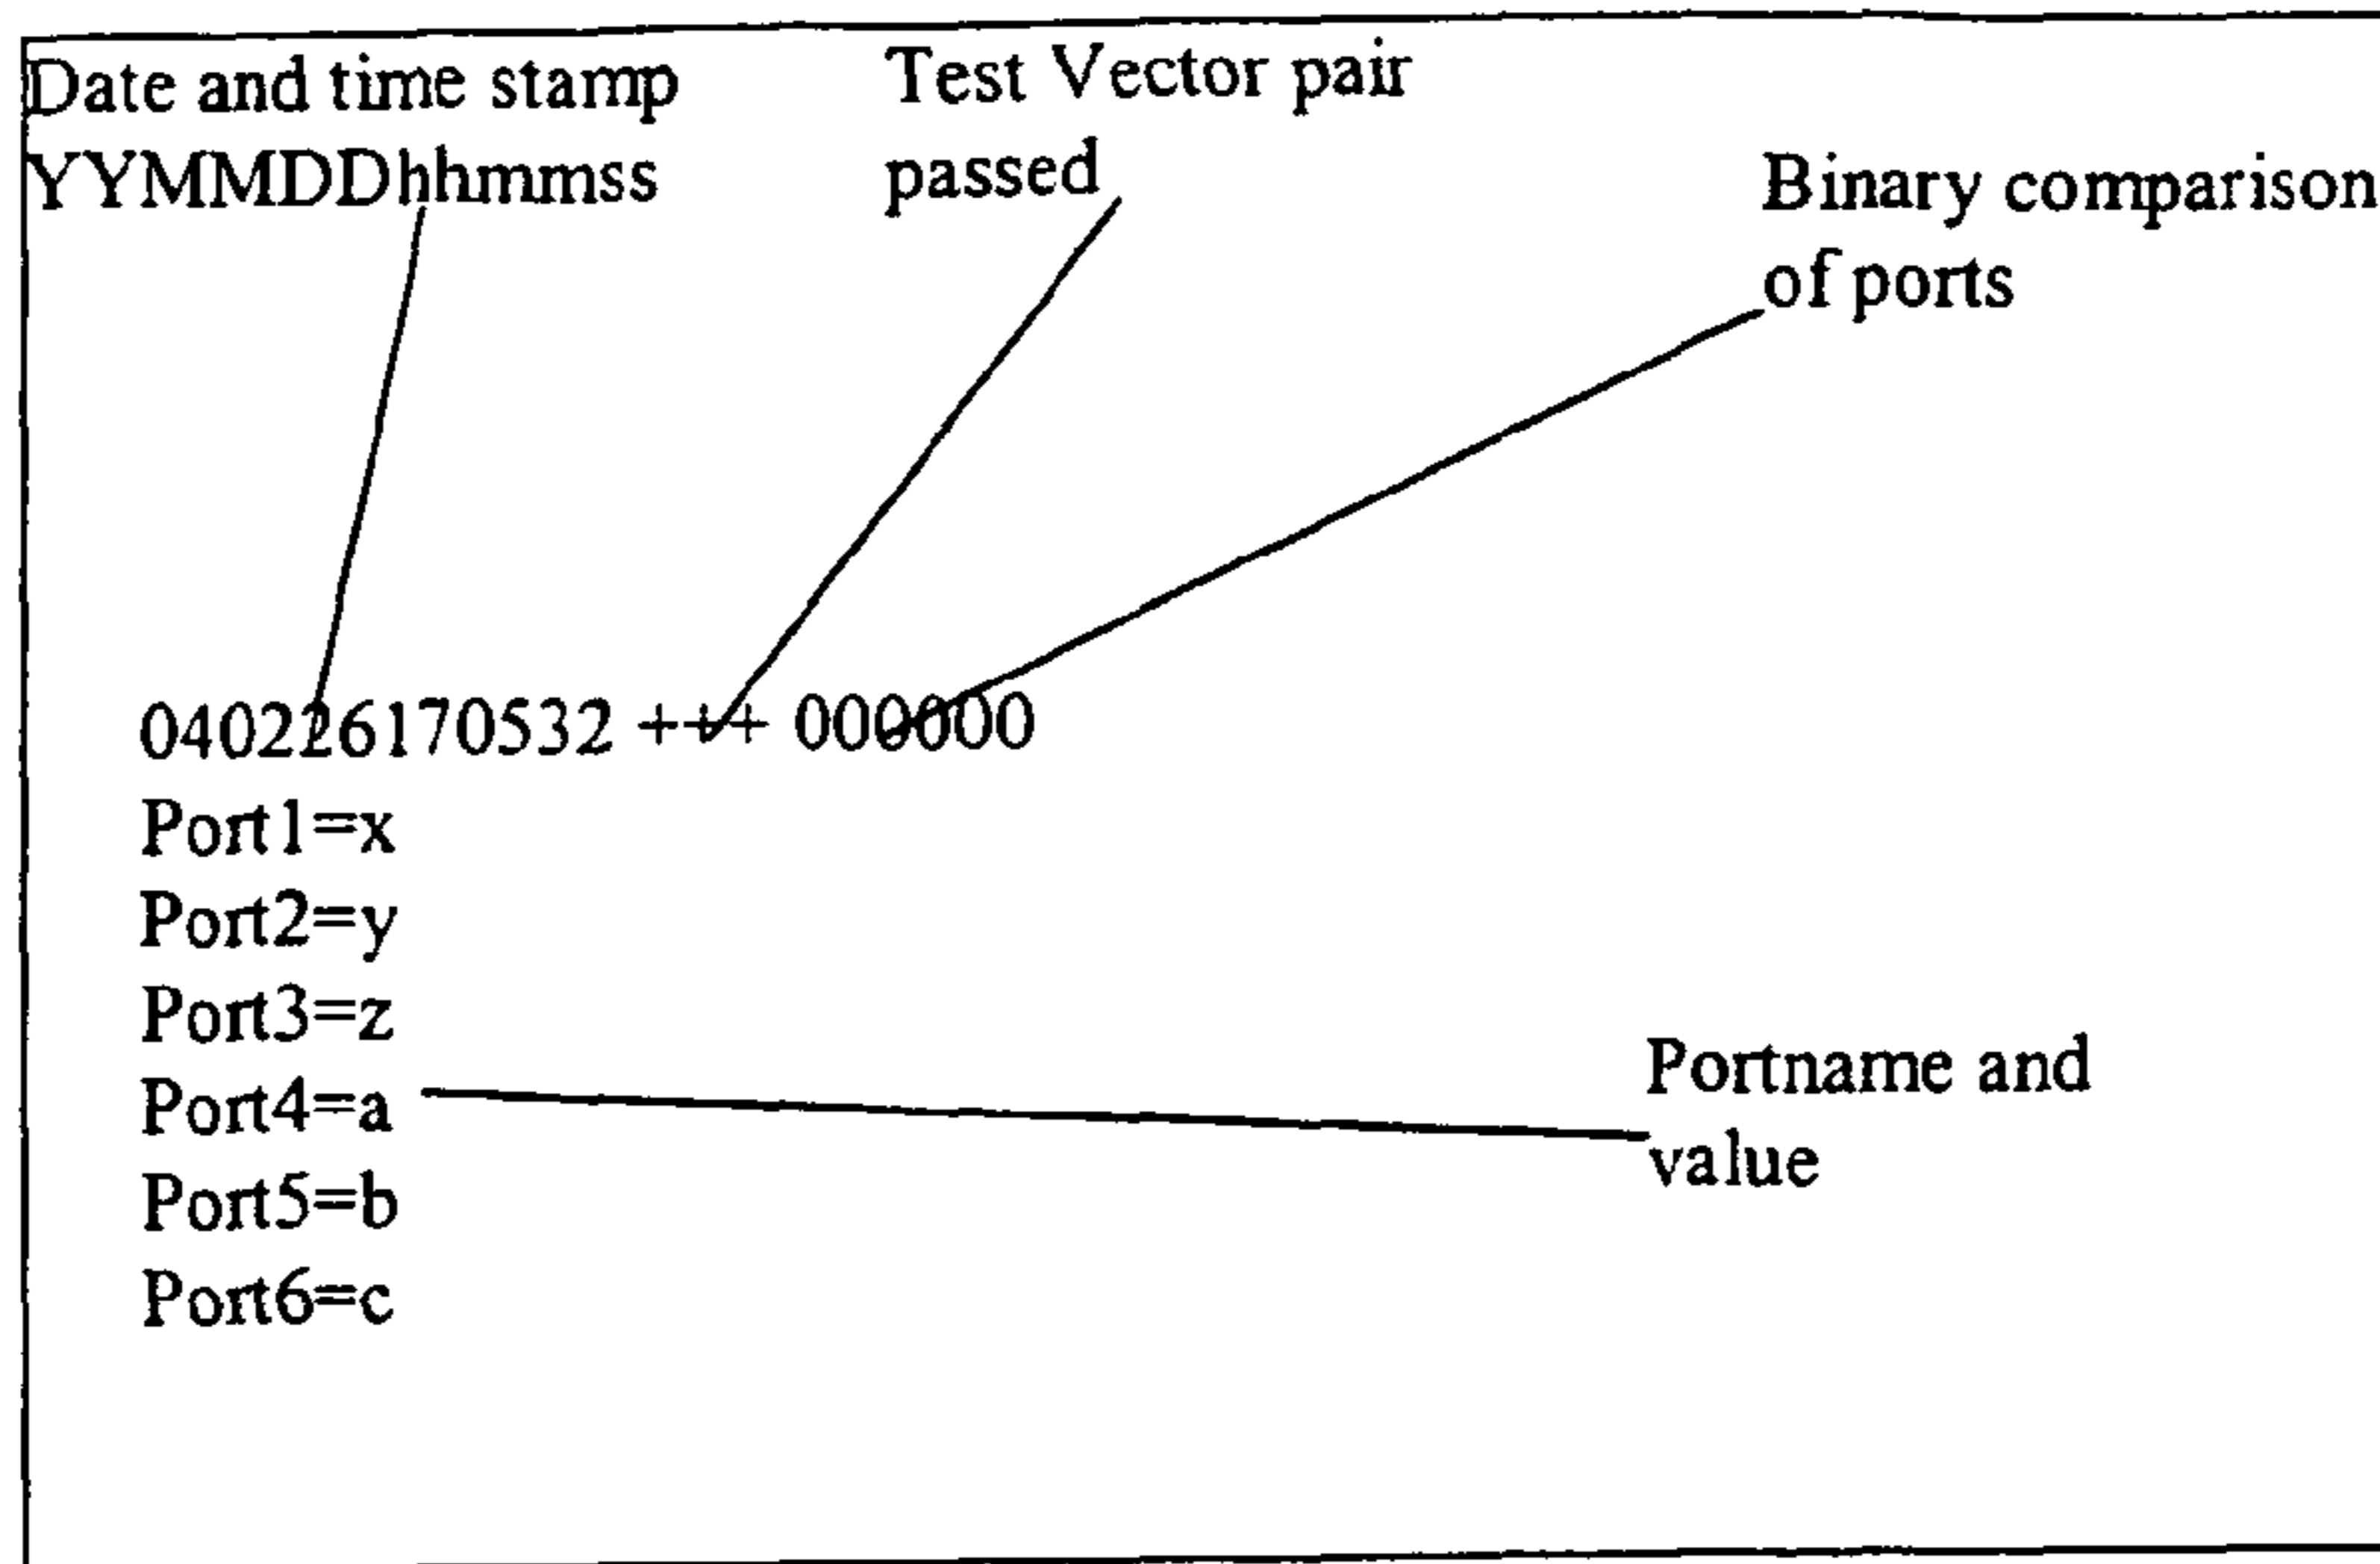 Date and time stamp
YYMMDDhhmmss
Test Vector pair
passed
Binary comparison
of ports
040226170532 +++ 000000
Port1=x
Port2=y
Port3=z
Port4=a
Port5=b
Port6=c
Portname and
value